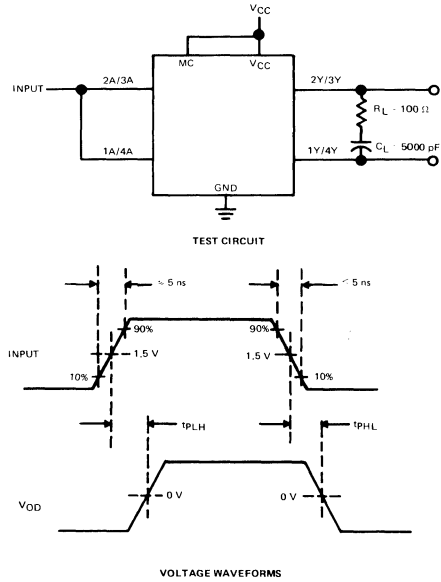 VCC
MC VCC
INPUT 2A/3A 2Y/3Y
RL - 100 Ω
CL - 5000 pF
1A/4A 1Y/4Y
GND
TEST CIRCUIT
5 ns 5 ns
90% 90%
INPUT 1,5 V 1.5 V
10% 10%
tPLH tPHL
VOD 0 V 0 V
VOLTAGE WAVEFORMS